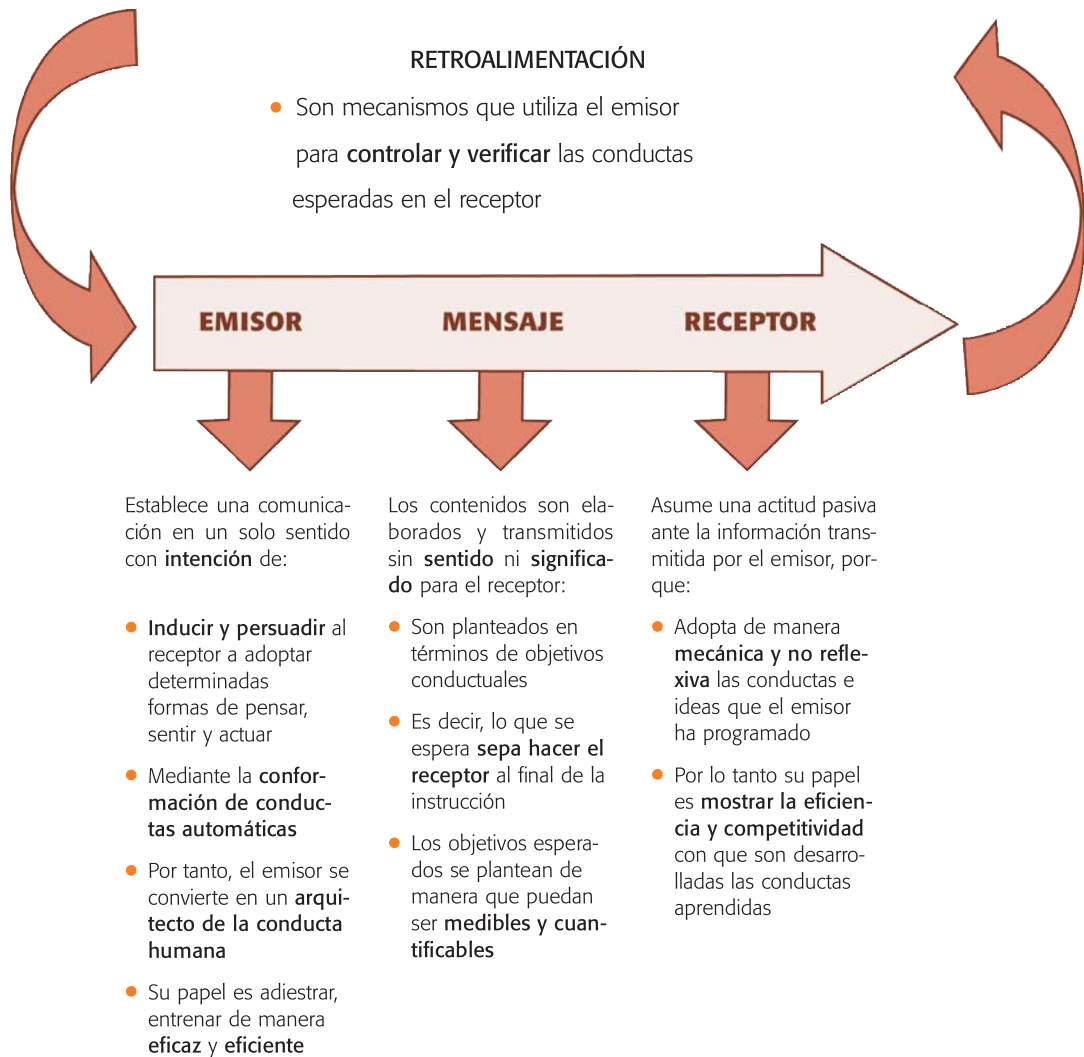 RETROALIMENTACIÓN
• Son mecanismos que utiliza el emisor
para controlar y verificar las conductas
esperadas en el receptor
EMISOR
MENSAJE
RECEPTOR
Establece una comunica-
ción en un solo sentido
con intención de:
• Inducir y persuadir al
receptor a adoptar
determinadas
formas de pensar,
sentir y actuar
• Mediante la confor-
mación de conduc-
tas automáticas
• Por tanto, el emisor se
convierte en un arqui-
tecto de la conducta
humana
• Su papel es adiestrar,
entrenar de manera
eficaz y eficiente
Los contenidos son ela-
borados y transmitidos
sin sentido ni significa-
do para el receptor:
• Son planteados en
términos de objetivos
conductuales
• Es decir, lo que se
espera sepa hacer el
receptor al final de la
instrucción
• Los objetivos espera-
dos se plantean de
manera que puedan
ser medibles y cuan-
tificables
Asume una actitud pasiva
ante la información trans-
mitida por el emisor, por-
que:
• Adopta de manera
mecánica y no refle-
xiva las conductas e
ideas que el emisor
ha programado
• Por lo tanto su papel
es mostrar la eficien-
cia y competitividad
con que son desarro-
lladas las conductas
aprendidas